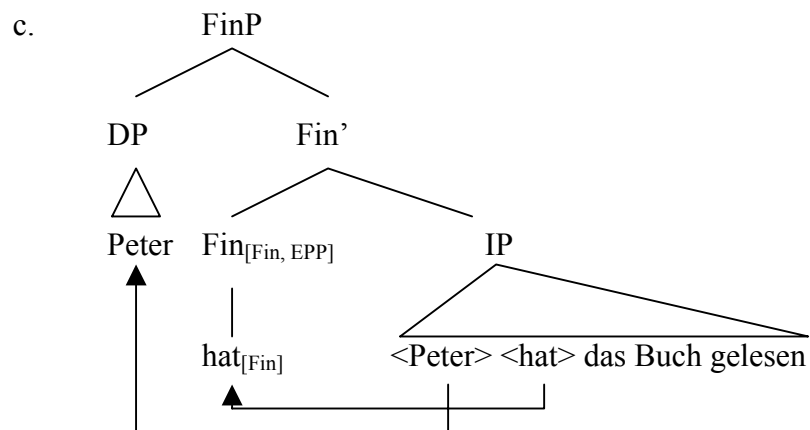 c. FinP
DP Fin’
Peter Fin[Fin, EPP] IP
hat[Fin] <Peter> <hat> das Buch gelesen